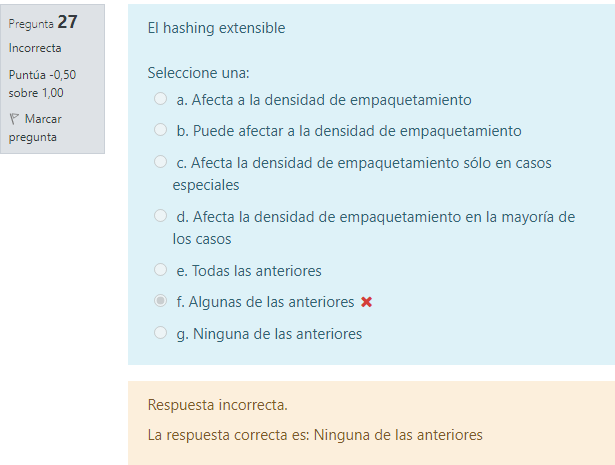 Pregunta 27
Incorrecta
Puntúa -0,50
sobre 1,00
Marcar
pregunta
El hashing extensible
Seleccione una:
a. Afecta a la densidad de empaquetamiento
b. Puede afectar a la densidad de empaquetamiento
c. Afecta la densidad de empaquetamiento sólo en casos
especiales
d. Afecta la densidad de empaquetamiento en la mayoría de
los casos
e. Todas las anteriores
f. Algunas de las anteriores
g. Ninguna de las anteriores
Respuesta incorrecta.
La respuesta correcta es: Ninguna de las anteriores